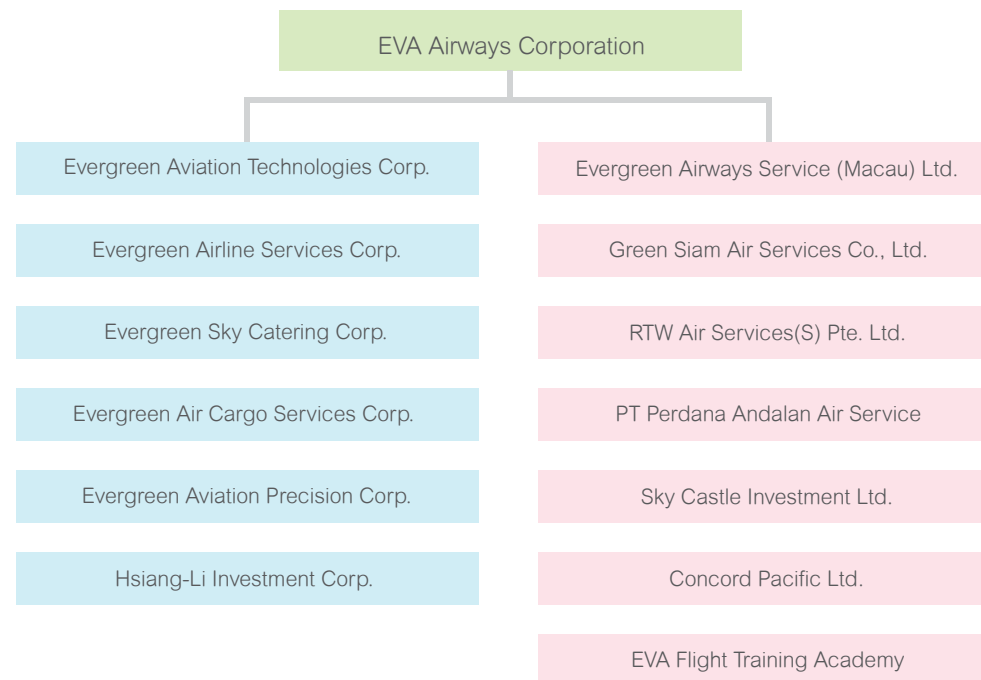 EVA Airways Corporation
Evergreen Aviation Technologies Corp.
Evergreen Airline Services Corp.
Evergreen Sky Catering Corp.
Evergreen Air Cargo Services Corp.
Evergreen Aviation Precision Corp.
Hsiang-Li Investment Corp.
Evergreen Airways Service (Macau) Ltd.
Green Siam Air Services Co., Ltd.
RTW Air Services(S) Pte. Ltd.
PT Perdana Andalan Air Service
Sky Castle Investment Ltd.
Concord Pacific Ltd.
EVA Flight Training Academy